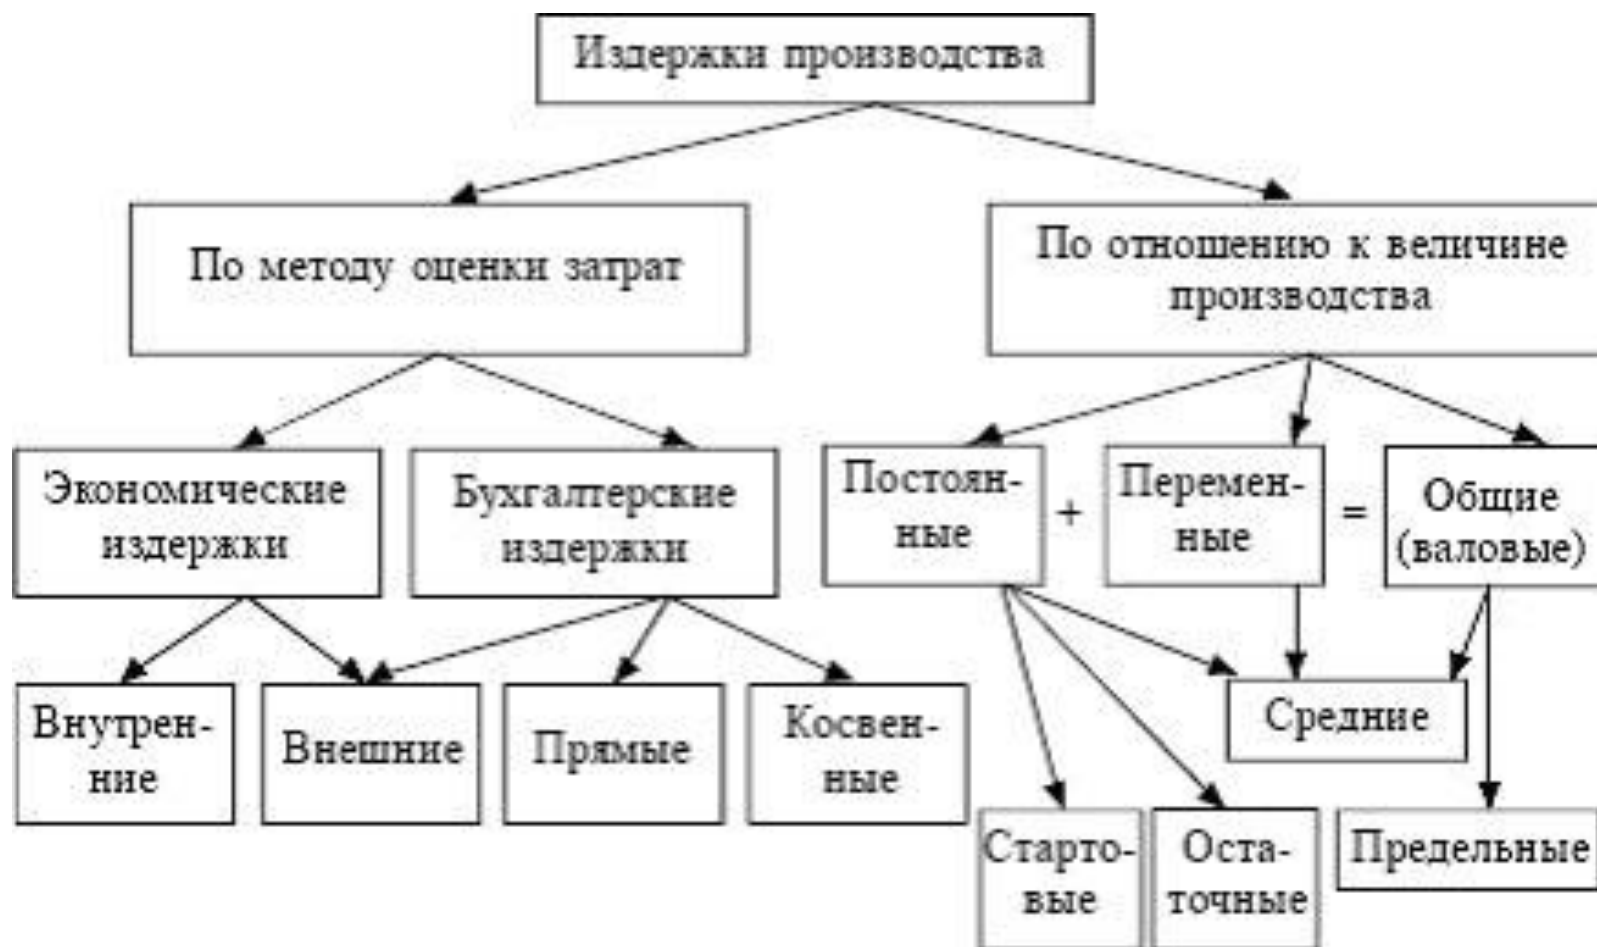 Издержки производства
По методу оценки затрат
По отношению к величине
производства
Экономические
издержки
Бухгалтерские
издержки
Постоян-
ные
+
Перемен-
ные
=
Общие
(валовые)
Внутрен-
ние
Внешние
Прямые
Косвен-
ные
Средние
Старто-
вые
Оста-
точные
Предельные